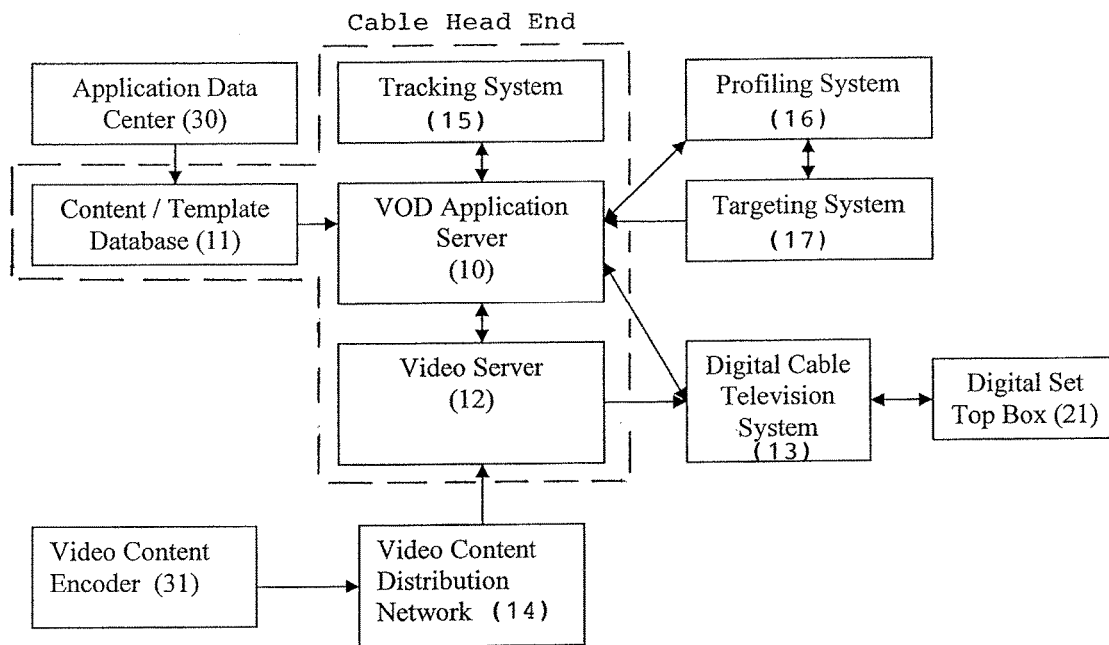 Cable Head End
Application Data
Center (30)
Tracking System
(15)
Profiling System
(16)
Content / Template
Database (11)
VOD Application
Server
(10)
Targeting System
(17)
Video Server
(12)
Digital Cable
Television
System
(13)
Digital Set
Top Box (21)
Video Content
Encoder (31)
Video Content
Distribution
Network (14)